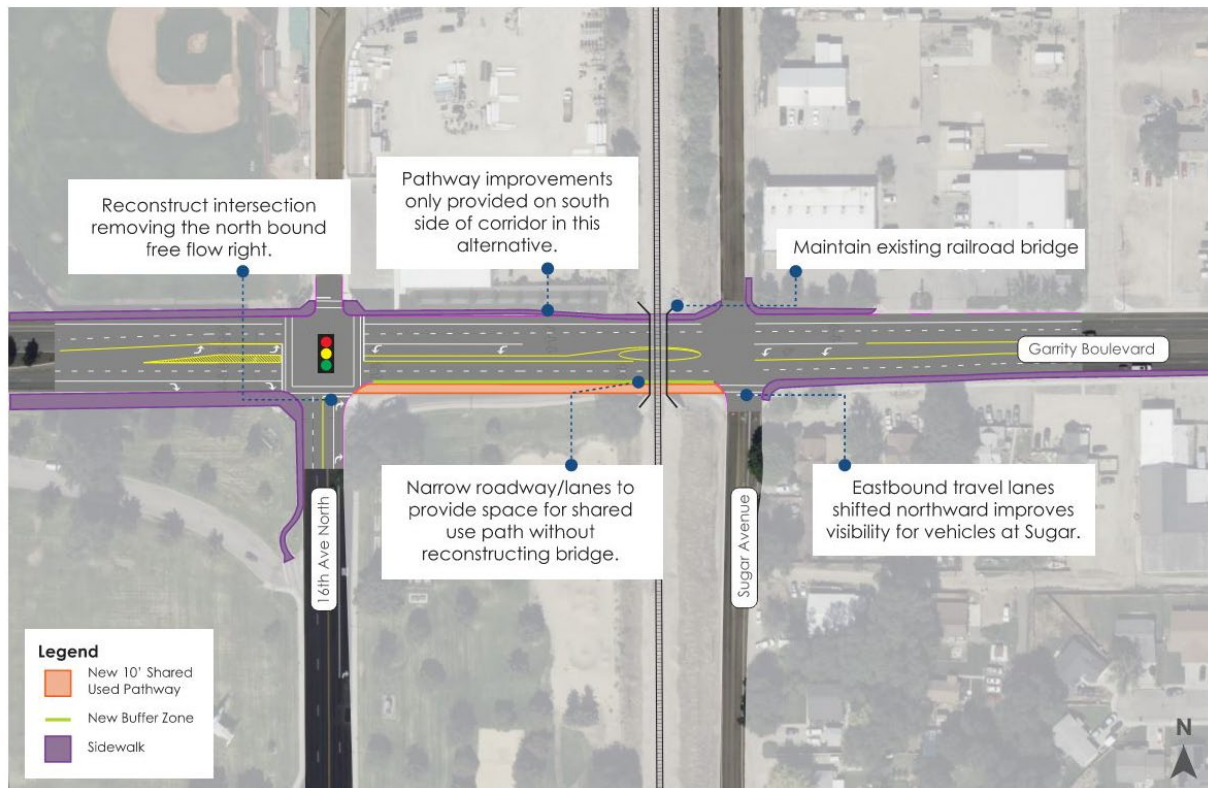 Reconstruct intersection
removing the north bound
free flow right.
Pathway improvements
only provided on south
side of corridor in this
alternative.
Maintain existing railroad bridge
Garrity Boulevard
Narrow roadway/lanes to
provide space for shared
use path without
reconstructing bridge.
Eastbound travel lanes
shifted northward improves
visibility for vehicles at Sugar.
16th Ave North
Sugar Avenue
Legend
New 10' Shared
Used Pathway
New Buffer Zone
Sidewalk
N